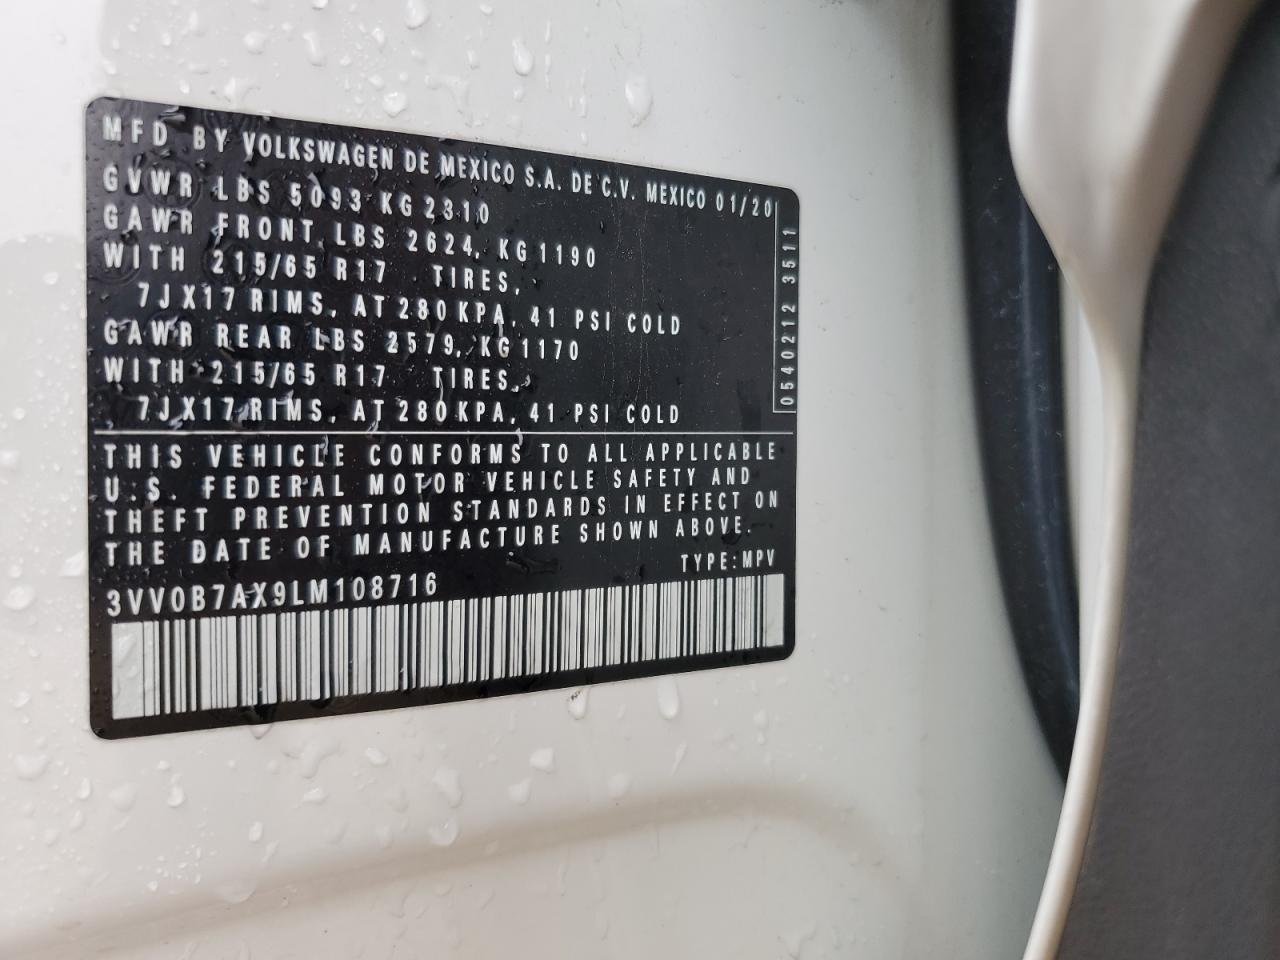 MFD BY VOLKSWAGEN DE MEXICO S.A. DE C.V. MEXICO 01/20
GVWR LBS 5093 KG 2310
GAWR FRONT LBS 2624, KG 1190
WITH 215/65 R17 TIRES,
7JX17 RIMS, AT 280 KPA, 41 PSI COLD
GAWR REAR LBS 2579, KG 1170
WITH 215/65 R17 TIRES,
7JX17 RIMS, AT 280 KPA, 41 PSI COLD
0540212 3511
THIS VEHICLE CONFORMS TO ALL APPLICABLE
U.S. FEDERAL MOTOR VEHICLE SAFETY AND
THEFT PREVENTION STANDARDS IN EFFECT ON
THE DATE OF MANUFACTURE SHOWN ABOVE.
TYPE:MPV
3VV0B7AX9LM108716